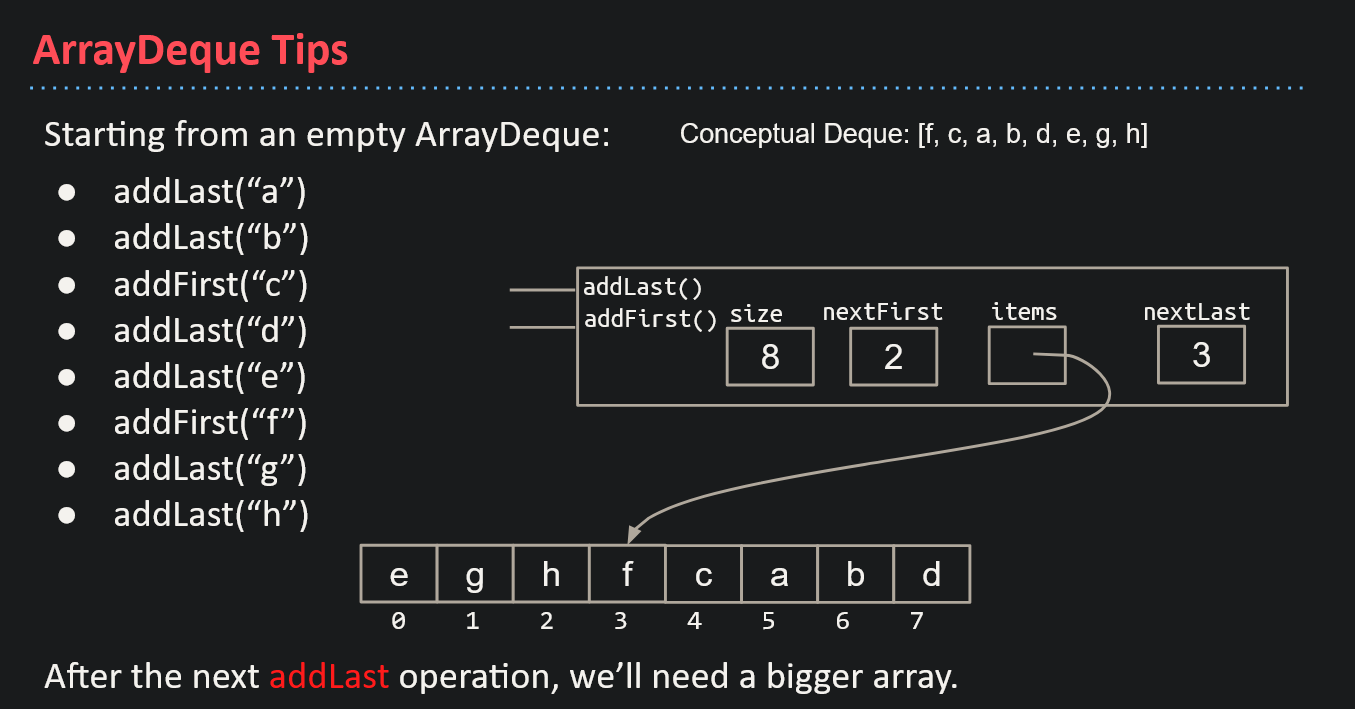 ArrayDeque Tips
Starting from an empty ArrayDeque:
Conceptual Deque: [f, c, a, b, d, e, g, h]
● addLast(“a”)
● addLast(“b”)
● addFirst(“c”)
● addLast(“d”)
● addLast(“e”)
● addFirst(“f”)
● addLast(“g”)
● addLast(“h”)
addLast()
addFirst()
size nextFirst items nextLast
8 2 3
e g h f c a b d
0 1 2 3 4 5 6 7
After the next addLast operation, we’ll need a bigger array.